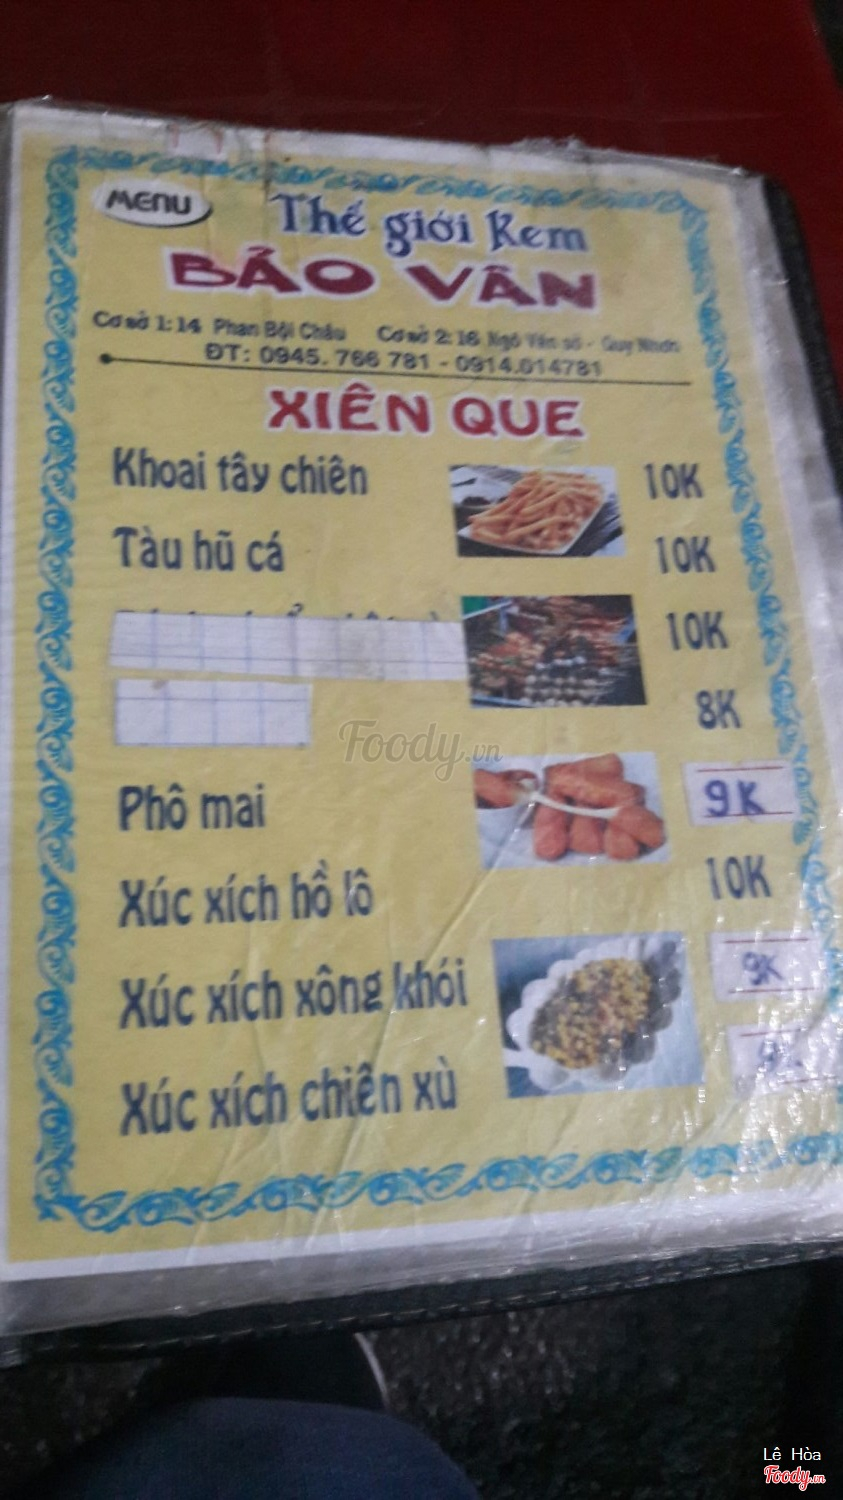 MENU
Thế giới Kem
BẢO VÂN
Cơ sở 1: 14 Phan Bội Châu Cơ sở 2: 16 Ngô Văn Sở - Quy Nhơn
ĐT: 0945. 766 781 - 0914.014781
XIÊN QUE
Khoai tây chiên 10K
Tàu hũ cá 10K
10K
8K
Phô mai 9K
Xúc xích hồ lô 10K
Xúc xích xông khói 9K
Xúc xích chiên xù
Foody.vn
Lê Hòa
Foody.vn